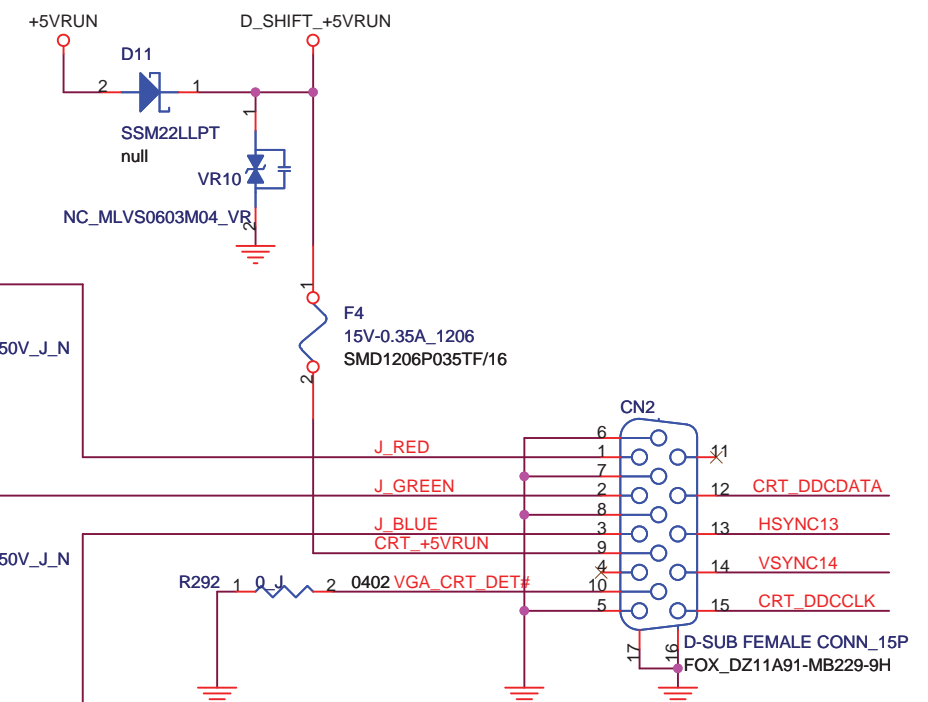 +5VRUN
D_SHIFT_+5VRUN
D11
2
1
SSM22LLPT
null
1
VR10
NC_MLVS0603M04_VR
2
1
F4
15V-0.35A_1206
SMD1206P035TF/16
2
50V_J_N
CN2
6
J_RED
1
11
7
J_GREEN
2
12
CRT_DDCDATA
8
J_BLUE
3
13
HSYNC13
CRT_+5VRUN
9
50V_J_N
4
14
VSYNC14
R292
1
0_J
2
0402
VGA_CRT_DET#
10
5
15
CRT_DDCCLK
17
16
D-SUB FEMALE CONN_15P
FOX_DZ11A91-MB229-9H